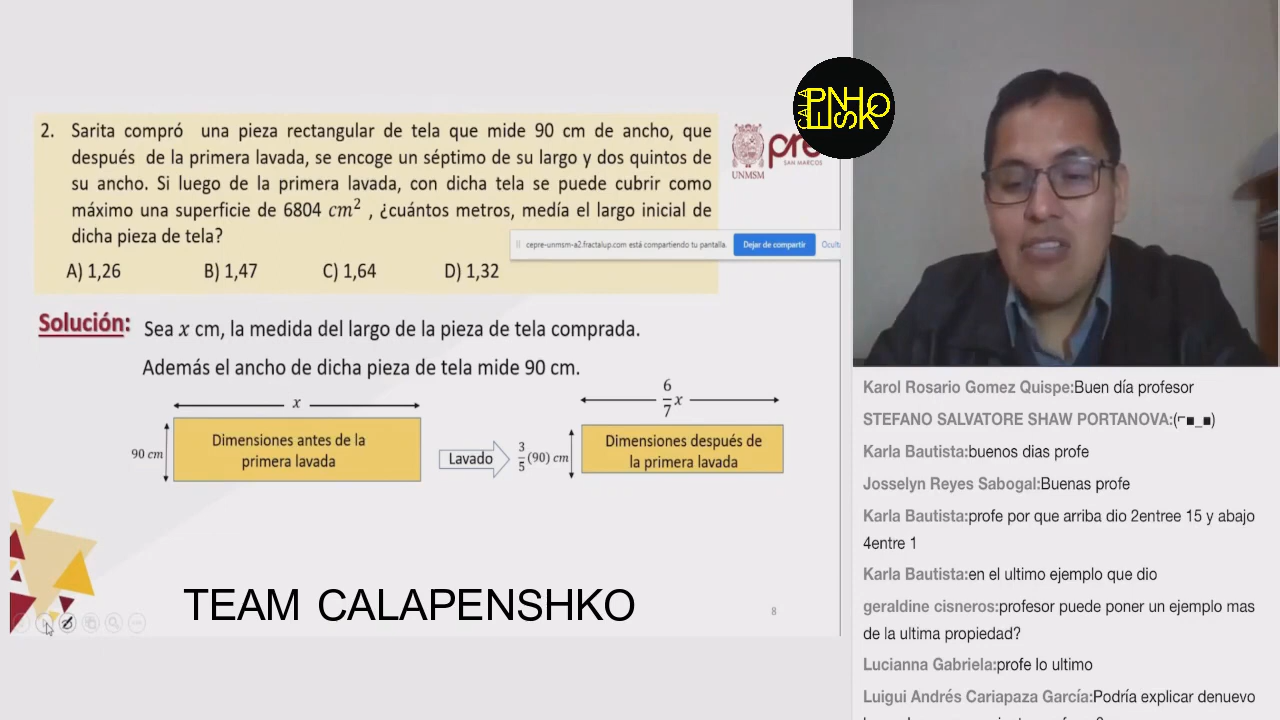 2. Sarita compró una pieza rectangular de tela que mide 90 cm de ancho, que
después de la primera lavada, se encoge un séptimo de su largo y dos quintos de
su ancho. Si luego de la primera lavada, con dicha tela se puede cubrir como
máximo una superficie de 6804 cm² , ¿cuántos metros, medía el largo inicial de
dicha pieza de tela?
A) 1,26 B) 1,47 C) 1,64 D) 1,32
UNMSM
pre
SAN MARCOS
CALA
PENHSKO
cepre-unmsm-a2.fractalup.com está compartiendo tu pantalla.
Dejar de compartir
Solución:
Sea x cm, la medida del largo de la pieza de tela comprada.
Además el ancho de dicha pieza de tela mide 90 cm.
x
90 cm
Dimensiones antes de la
primera lavada
Lavado
6/7 x
3/5 (90) cm
Dimensiones después de
la primera lavada
TEAM CALAPENSHKO
8
Karol Rosario Gomez Quispe:Buen día profesor
STEFANO SALVATORE SHAW PORTANOVA:(⌐■_■)
Karla Bautista:buenos dias profe
Josselyn Reyes Sabogal:Buenas profe
Karla Bautista:profe por que arriba dio 2entree 15 y abajo
4entre 1
Karla Bautista:en el ultimo ejemplo que dio
geraldine cisneros:profesor puede poner un ejemplo mas
de la ultima propiedad?
Lucianna Gabriela:profe lo ultimo
Luigui Andrés Cariapaza García:Podría explicar denuevo